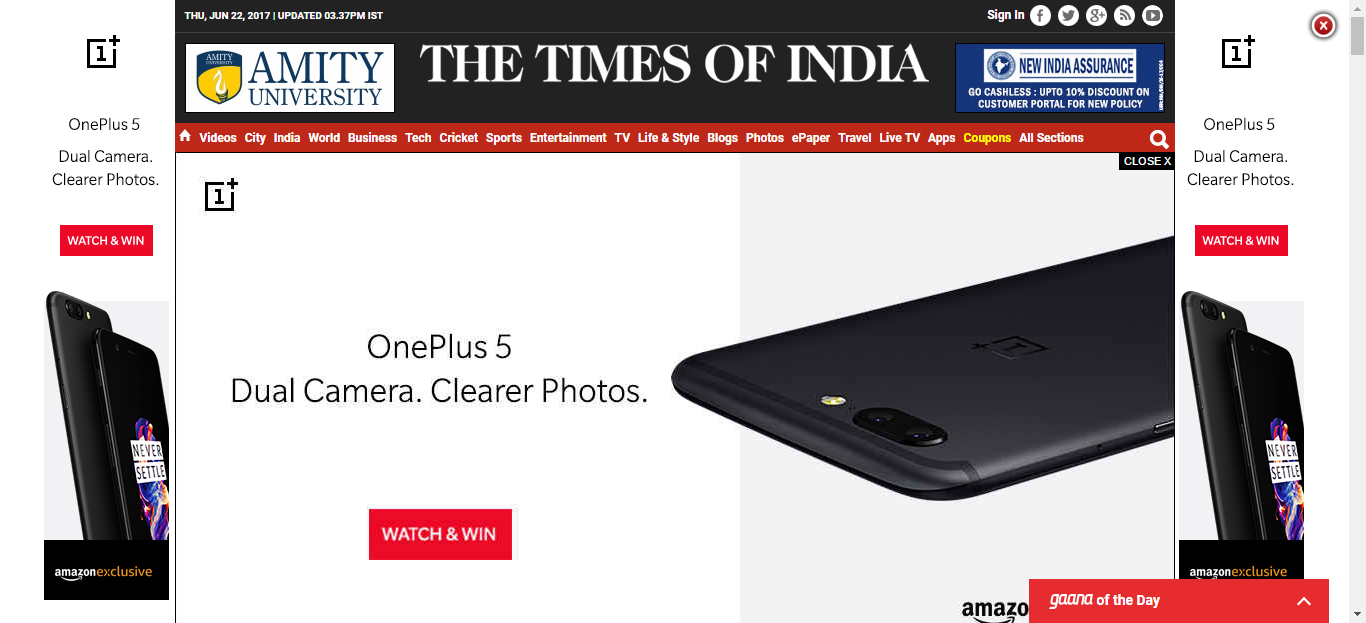 THU, JUN 22, 2017 | UPDATED 03.37PM IST
Sign In
AMITY
UNIVERSITY
AMITY
UNIVERSITY
THE TIMES OF INDIA
NEW INDIA ASSURANCE
GO CASHLESS : UPTO 10% DISCOUNT ON
CUSTOMER PORTAL FOR NEW POLICY
Videos City India World Business Tech Cricket Sports Entertainment TV Life & Style Blogs Photos ePaper Travel Live TV Apps Coupons All Sections
CLOSE X
OnePlus 5
Dual Camera.
Clearer Photos.
WATCH & WIN
NEVER
SETTLE
amazonexclusive
OnePlus 5
Dual Camera. Clearer Photos.
WATCH & WIN
amazo
OnePlus 5
Dual Camera.
Clearer Photos.
WATCH & WIN
NEVER
SETTLE
amazonexclusive
gaana of the Day